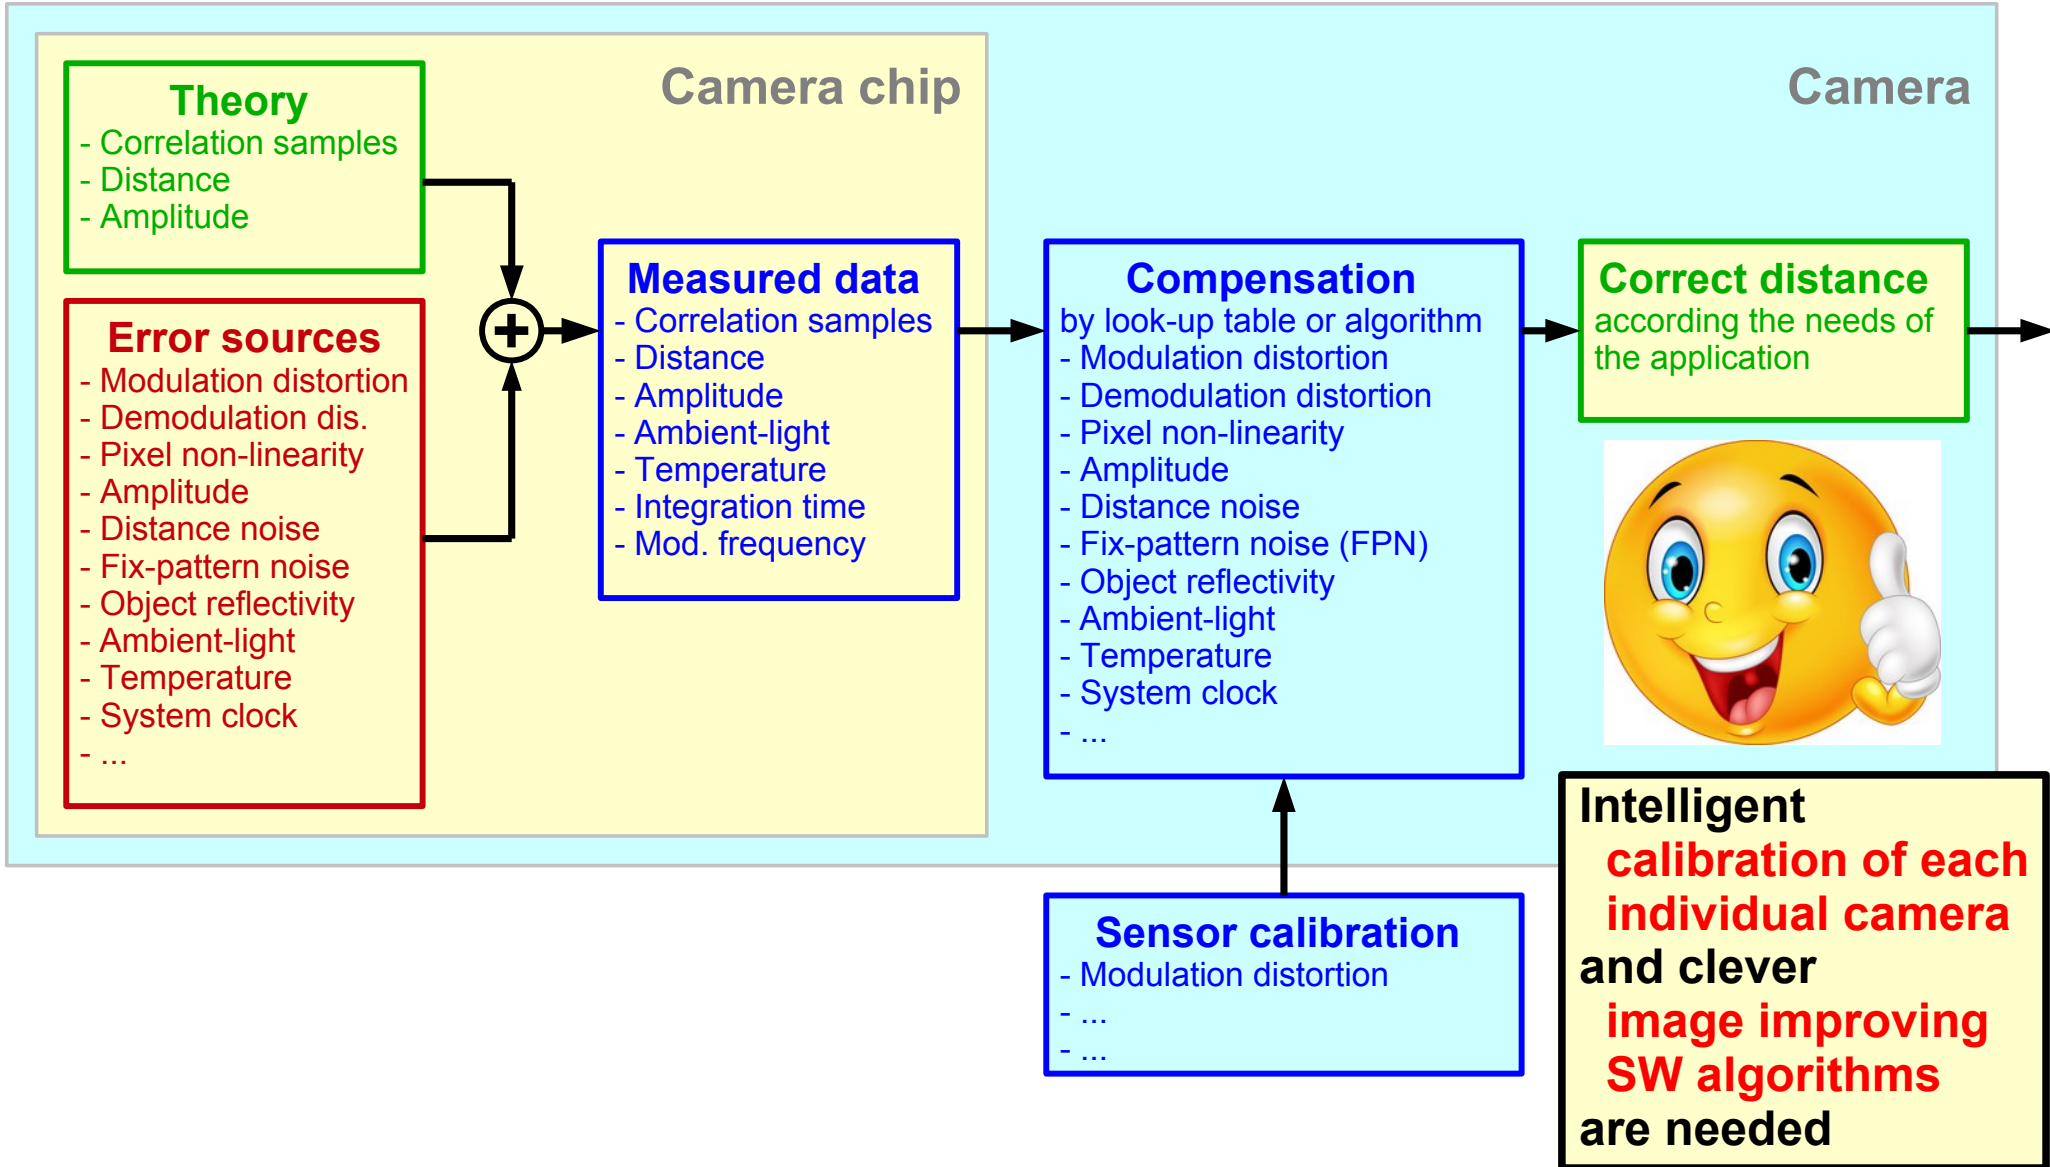 Camera chip
Camera
Theory
- Correlation samples
- Distance
- Amplitude
Error sources
- Modulation distortion
- Demodulation dis.
- Pixel non-linearity
- Amplitude
- Distance noise
- Fix-pattern noise
- Object reflectivity
- Ambient-light
- Temperature
- System clock
- ...
+
Measured data
- Correlation samples
- Distance
- Amplitude
- Ambient-light
- Temperature
- Integration time
- Mod. frequency
Compensation
by look-up table or algorithm
- Modulation distortion
- Demodulation distortion
- Pixel non-linearity
- Amplitude
- Distance noise
- Fix-pattern noise (FPN)
- Object reflectivity
- Ambient-light
- Temperature
- System clock
- ...
Correct distance
according the needs of
the application
Sensor calibration
- Modulation distortion
- ...
- ...
Intelligent
calibration of each
individual camera
and clever
image improving
SW algorithms
are needed